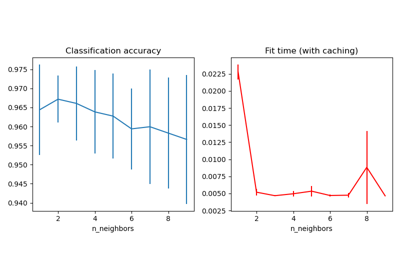 Classification accuracy
0.975
0.970
0.965
0.960
0.955
0.950
0.945
0.940
2 4 6 8
n_neighbors
Fit time (with caching)
0.0225
0.0200
0.0175
0.0150
0.0125
0.0100
0.0075
0.0050
0.0025
2 4 6 8
n_neighbors